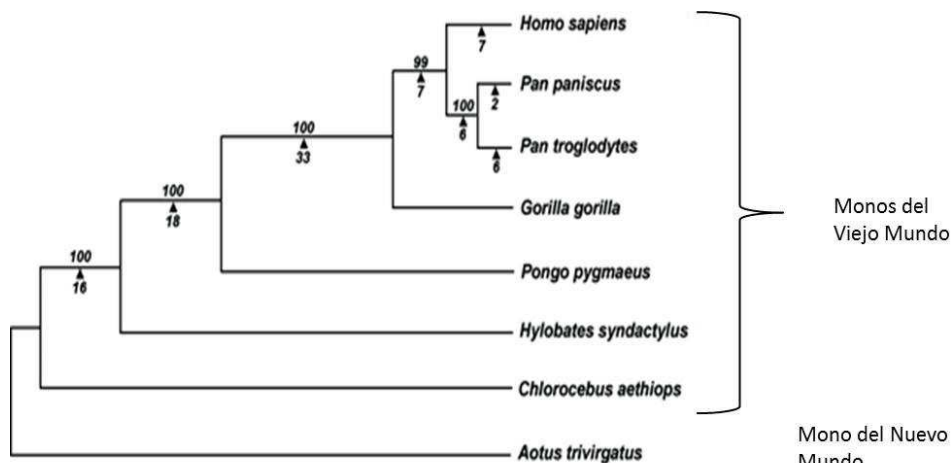 Homo sapiens
7
99
7
Pan paniscus
2
100
6
Pan troglodytes
6
100
33
Gorilla gorilla
100
18
Monos del
Viejo Mundo
Pongo pygmaeus
100
16
Hylobates syndactylus
Chlorocebus aethiops
Mono del Nuevo
Mundo
Aotus trivirgatus